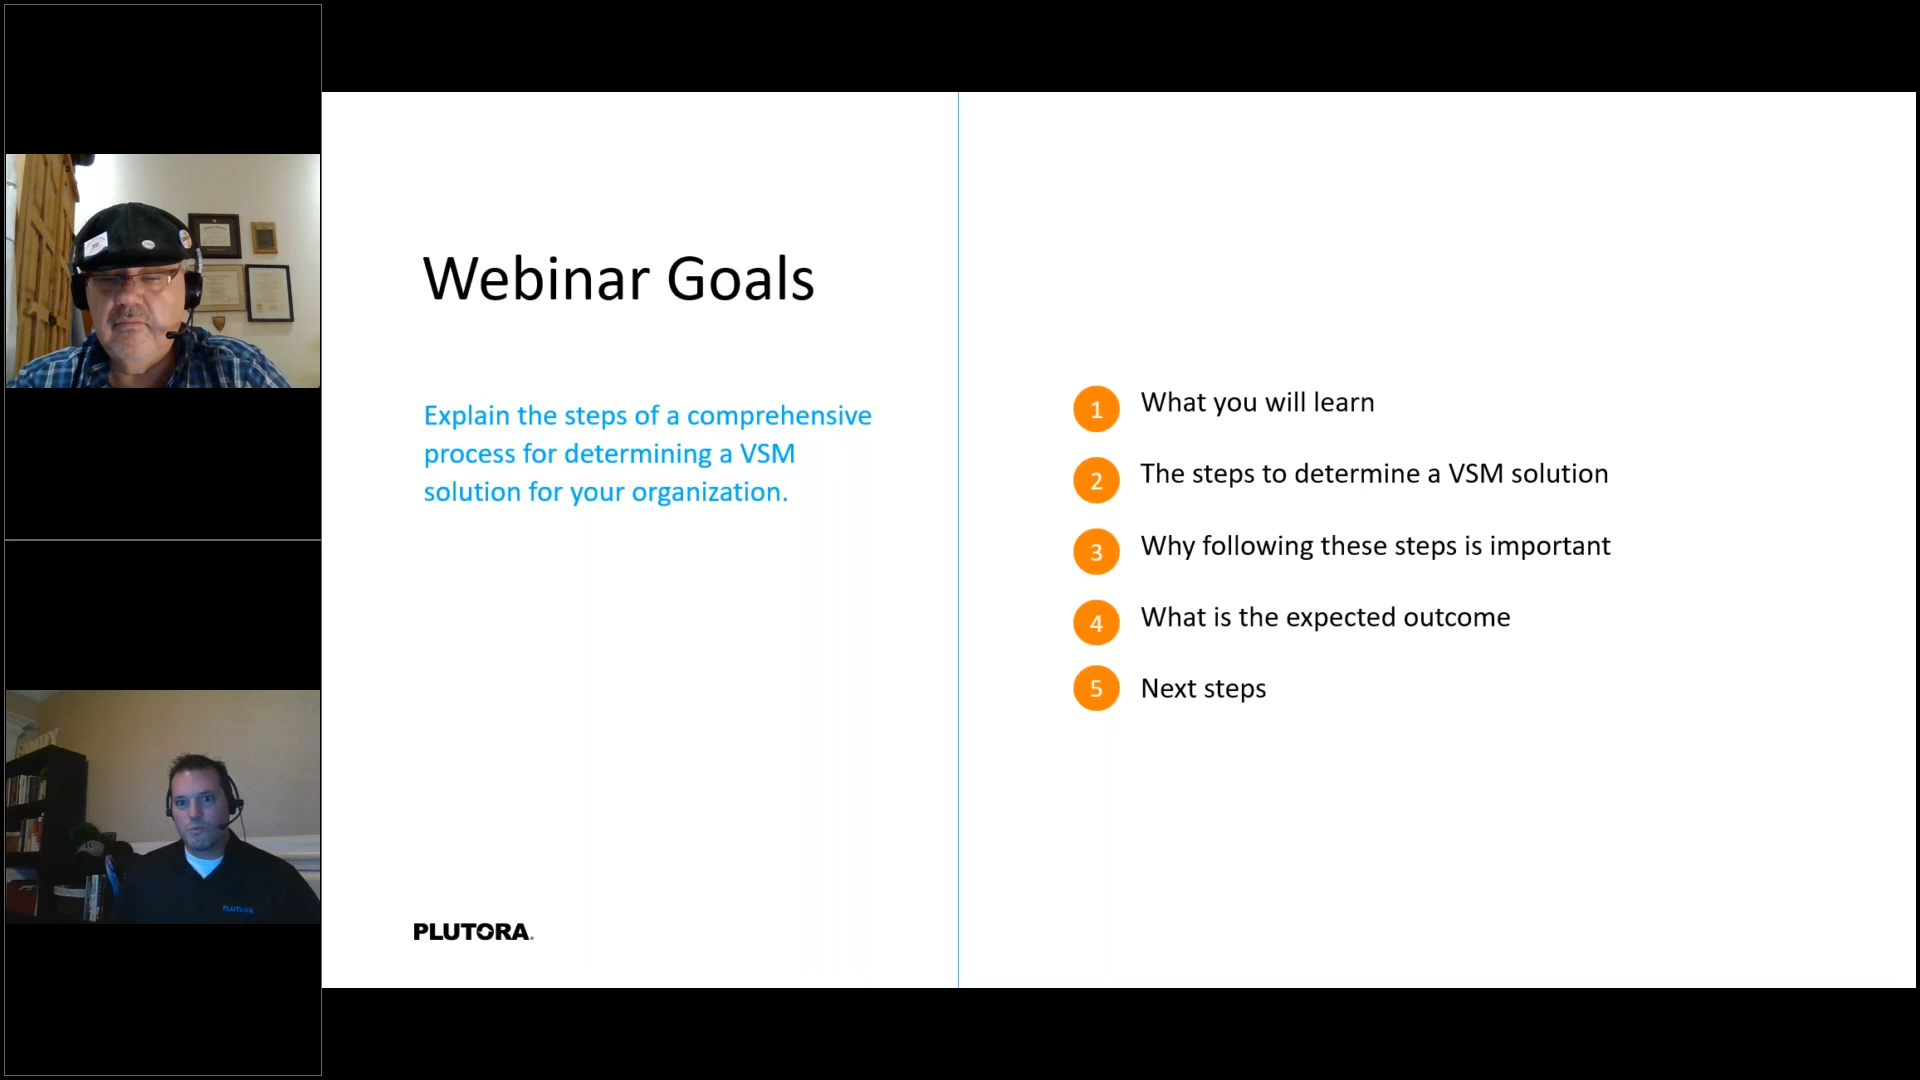 Webinar Goals
Explain the steps of a comprehensive
process for determining a VSM
solution for your organization.
1 What you will learn
2 The steps to determine a VSM solution
3 Why following these steps is important
4 What is the expected outcome
5 Next steps
PLUTORA
PLUTORA